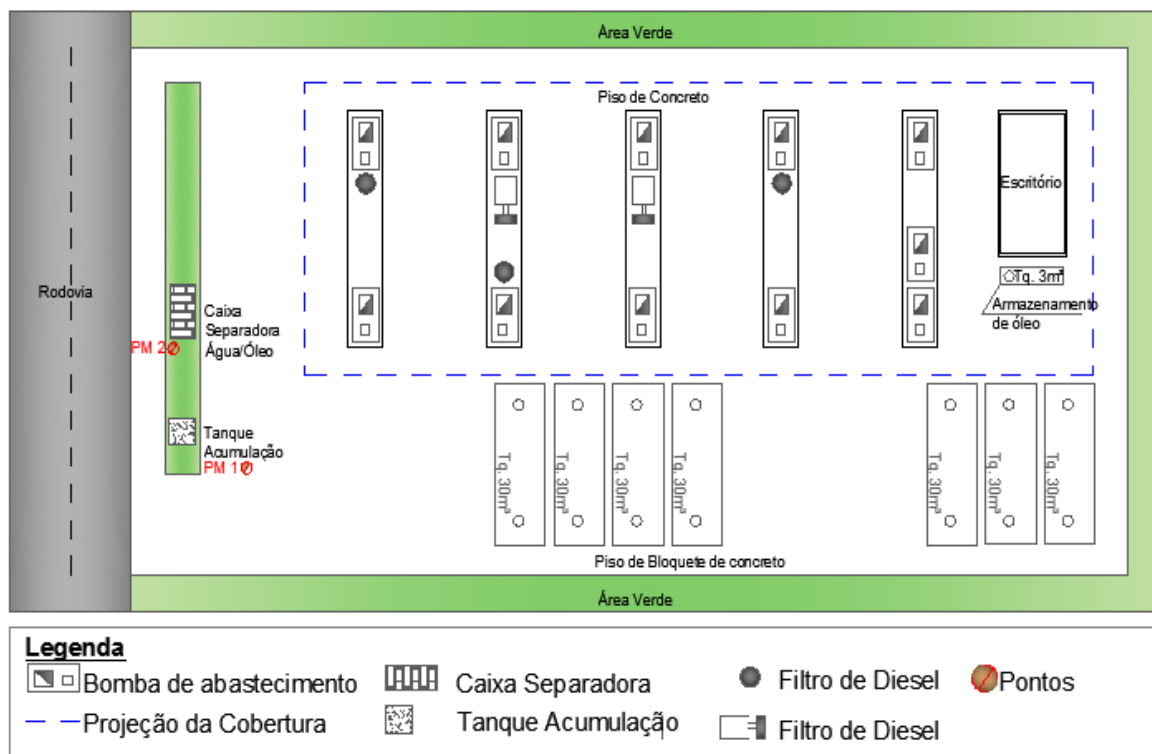 Área Verde
Piso de Concreto
Escritório
Rodovia
Tq. 3m³
Armazenamento
de óleo
Caixa
Separadora
Água/Óleo
PM 2
Tanque
Acumulação
PM 1
Tq. 30m³
Tq. 30m³
Tq. 30m³
Tq. 30m³
Tq. 30m³
Tq. 30m³
Tq. 30m³
Piso de Bloquete de concreto
Área Verde
Legenda
Bomba de abastecimento
Caixa Separadora
Filtro de Diesel
Pontos
Projeção da Cobertura
Tanque Acumulação
Filtro de Diesel